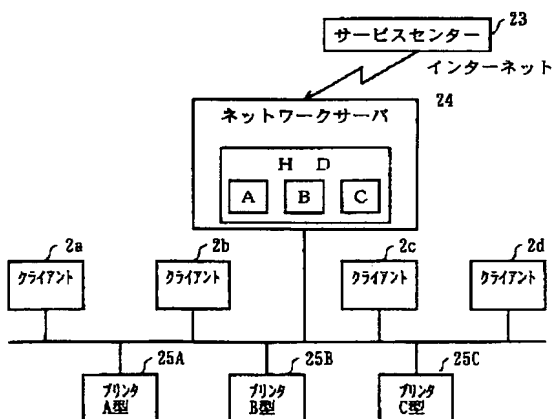 23
サービスセンター
インターネット
24
ネットワークサーバ
H D
A B C
2a 2b 2c 2d
クライアント クライアント クライアント クライアント
25A 25B 25C
プリンタ プリンタ プリンタ
A型 B型 C型